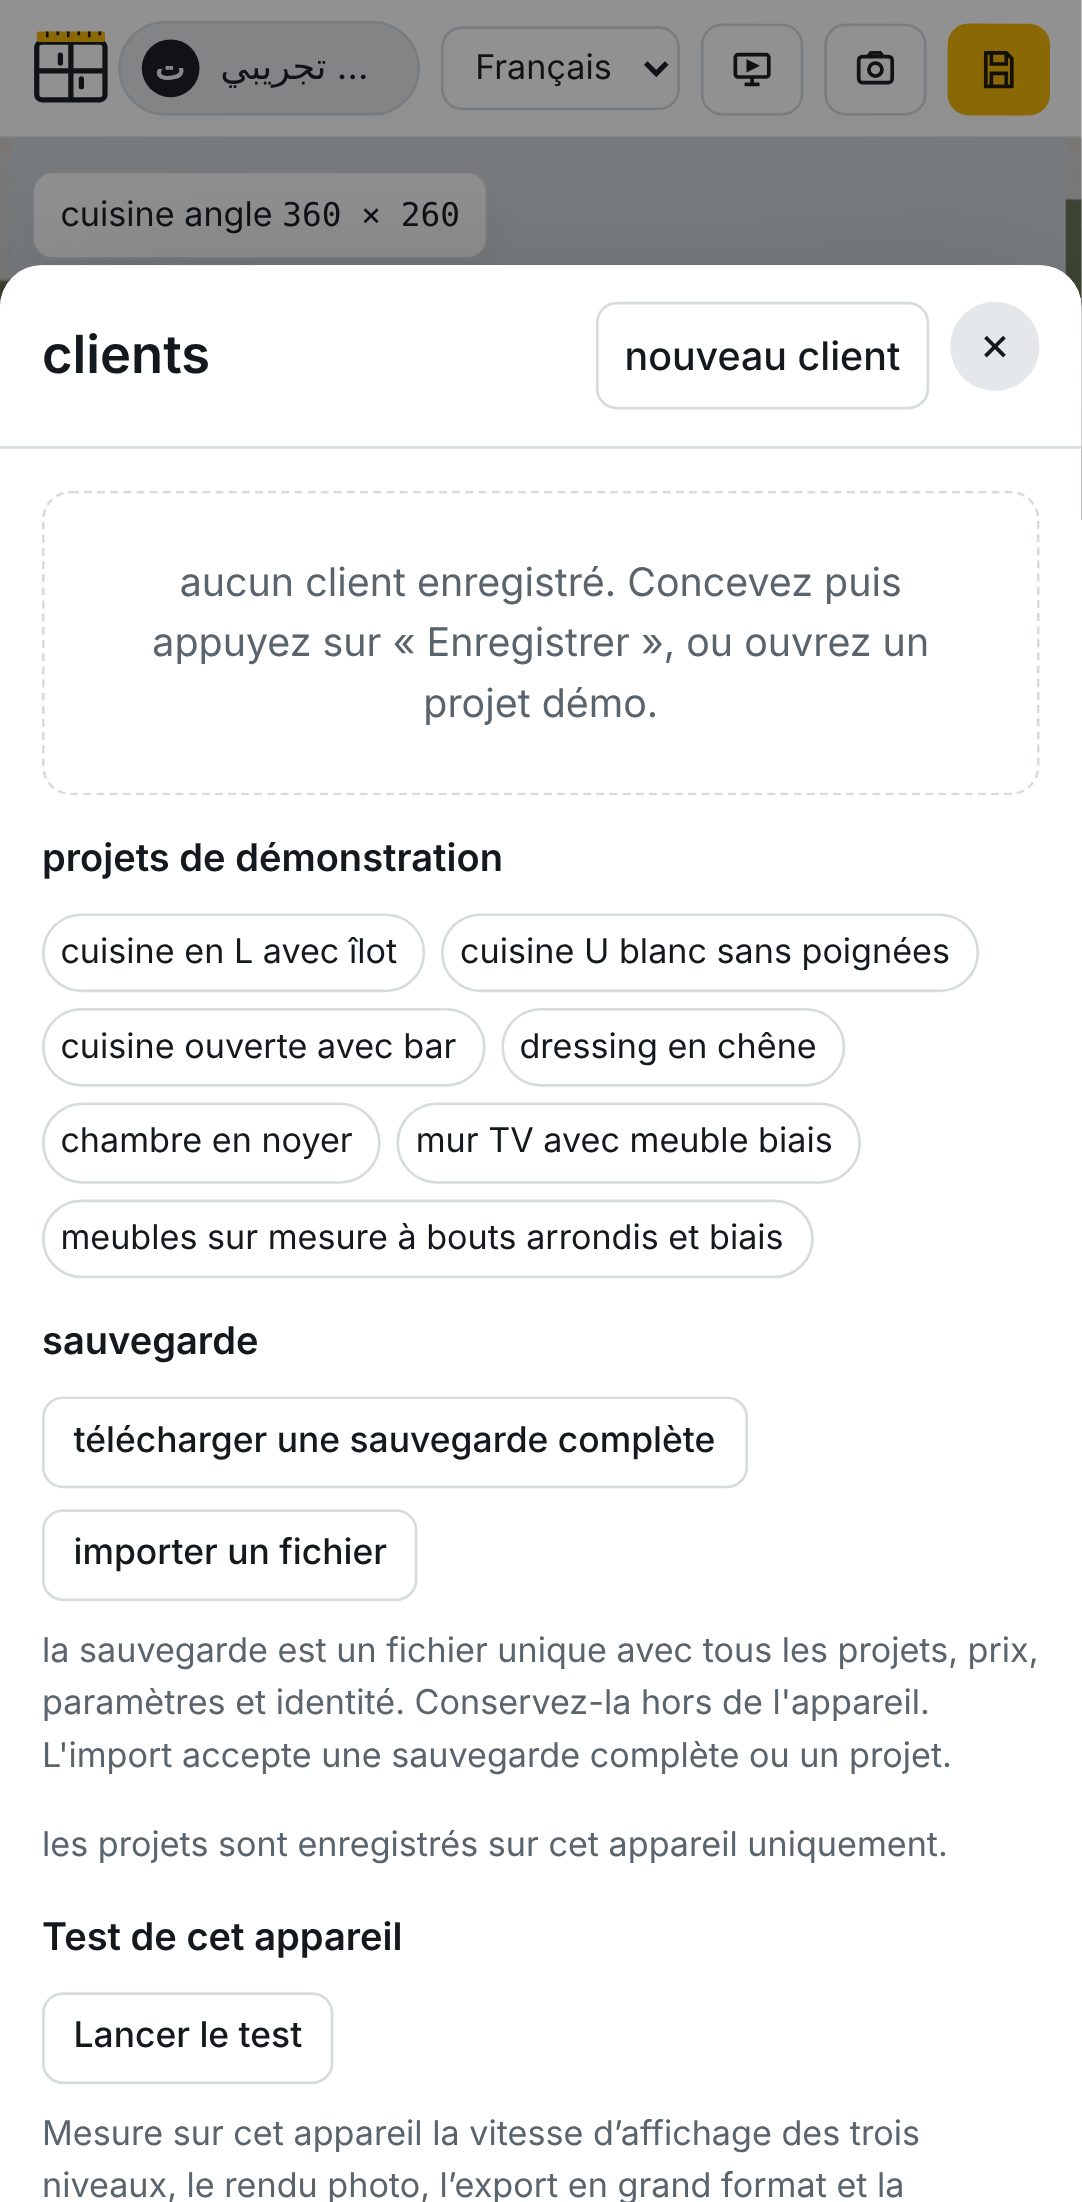 ت تجريبي ... Français
cuisine angle 360 × 260
clients
nouveau client
aucun client enregistré. Concevez puis
appuyez sur « Enregistrer », ou ouvrez un
projet démo.
projets de démonstration
cuisine en L avec îlot
cuisine U blanc sans poignées
cuisine ouverte avec bar
dressing en chêne
chambre en noyer
mur TV avec meuble biais
meubles sur mesure à bouts arrondis et biais
sauvegarde
télécharger une sauvegarde complète
importer un fichier
la sauvegarde est un fichier unique avec tous les projets, prix,
paramètres et identité. Conservez-la hors de l'appareil.
L'import accepte une sauvegarde complète ou un projet.
les projets sont enregistrés sur cet appareil uniquement.
Test de cet appareil
Lancer le test
Mesure sur cet appareil la vitesse d’affichage des trois
niveaux, le rendu photo, l’export en grand format et la